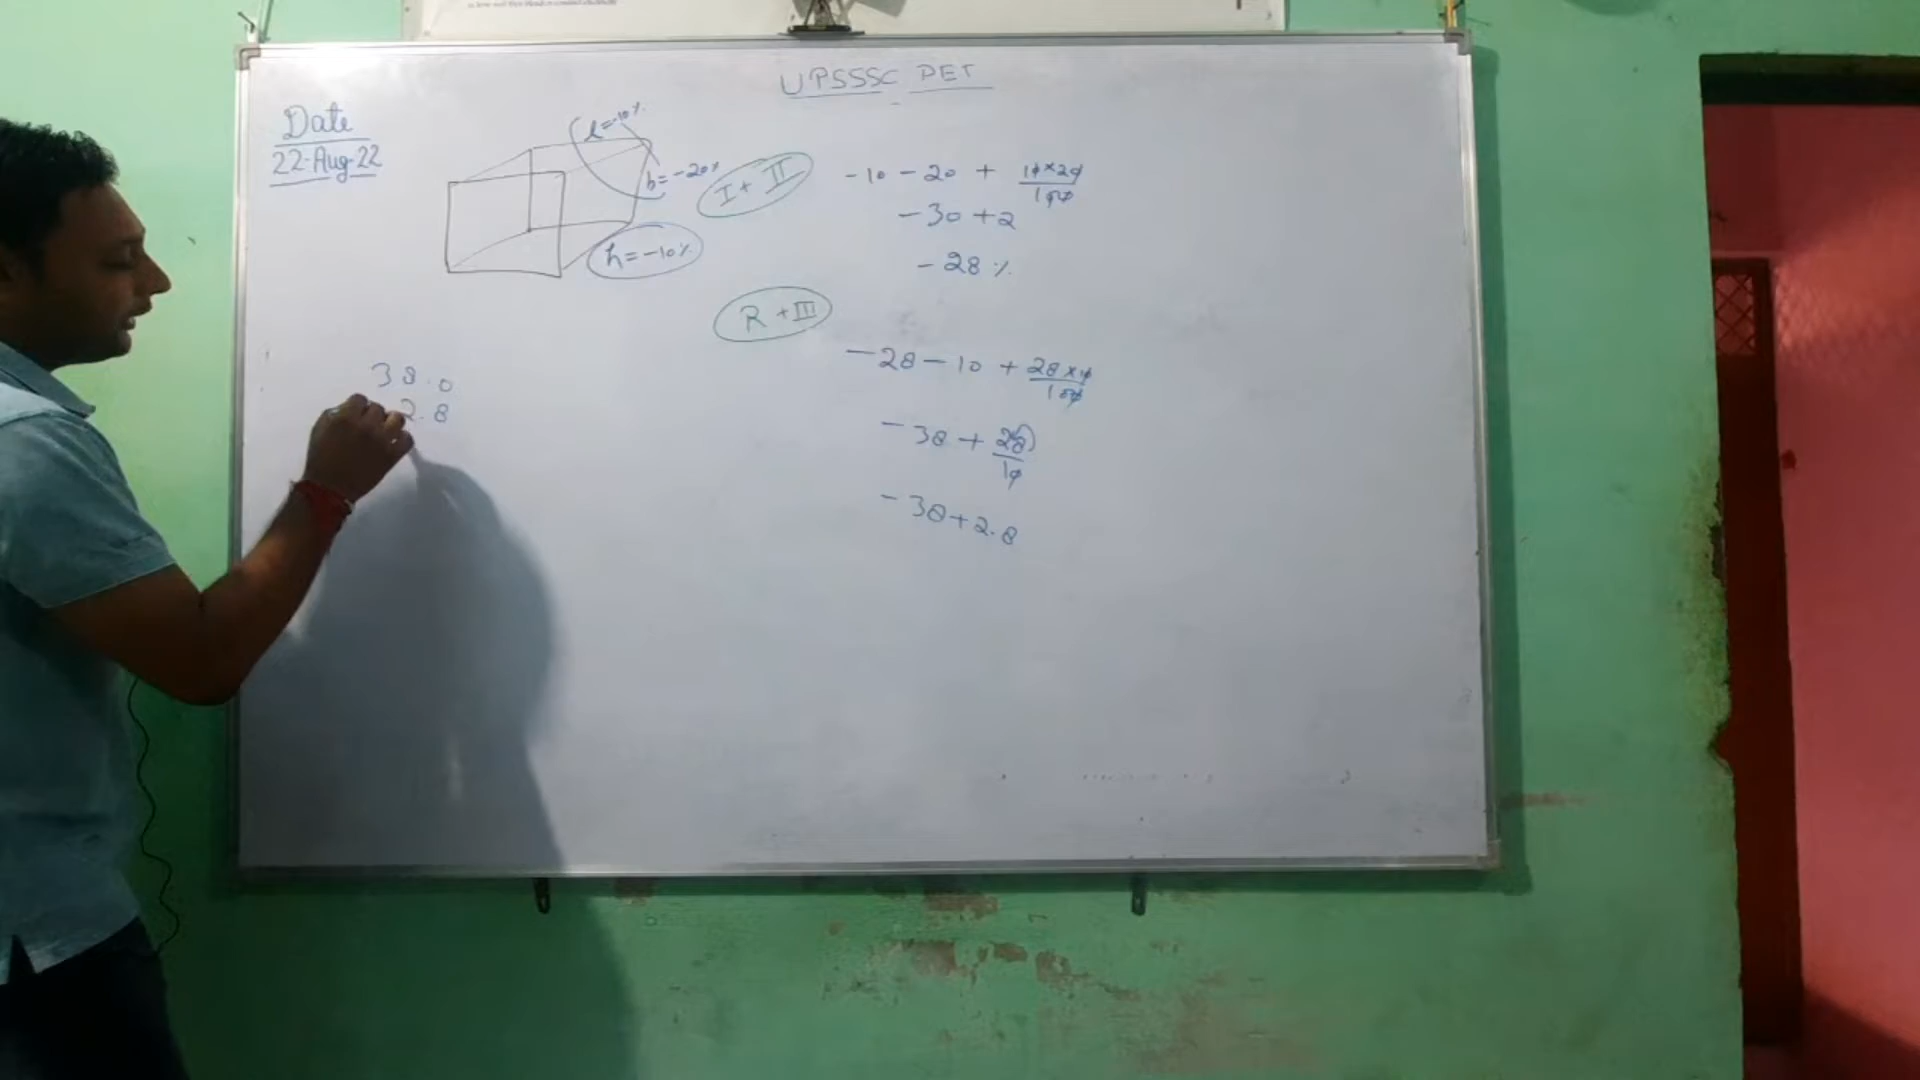 UPSSSC PET
Date
22-Aug-22
l=-10%
b=-20%
h=-10%
I + II
-10 - 20 + 10×20/100
-30 +2
-28 %
R + III
-28 - 10 + 28×10/100
-38 + 28/10
-38+2.8
38.0
2.8